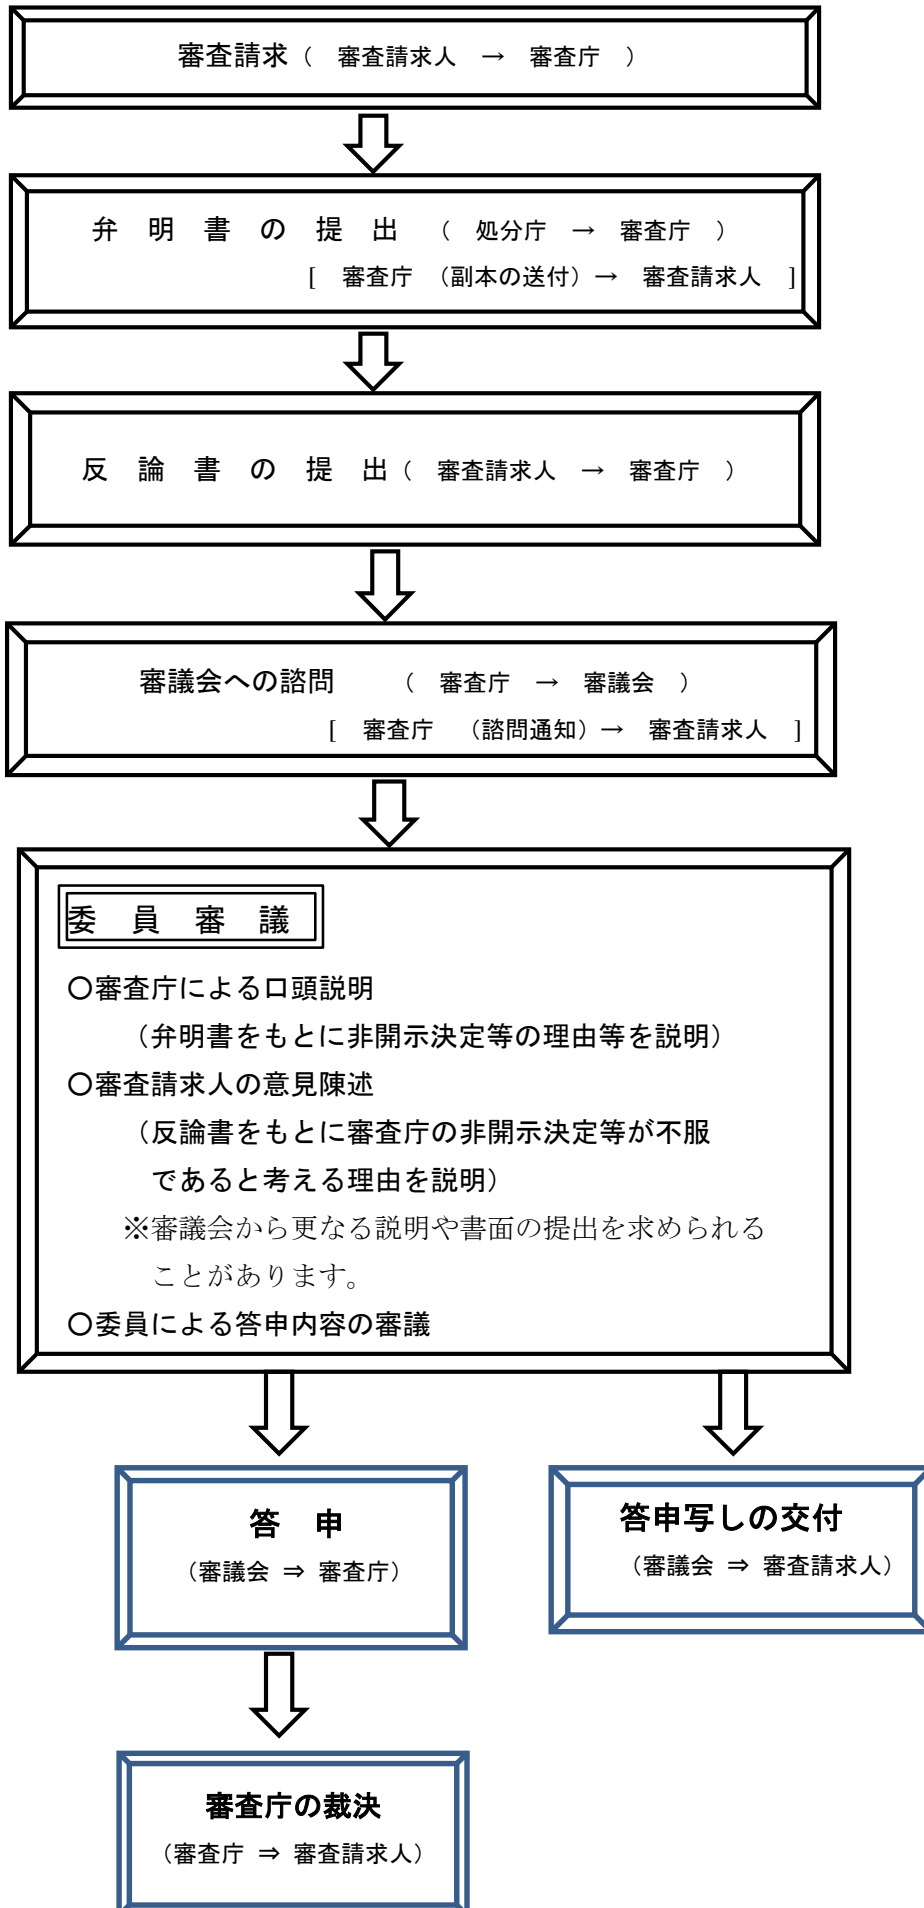 審査請求（　審査請求人　→　審査庁　）
弁　明　書　の　提　出　（　処分庁　→　審査庁　）
[　審査庁　（副本の送付）→　審査請求人　]
反　論　書　の　提　出（　審査請求人　→　審査庁　）
審議会への諮問　　（　審査庁　→　審議会　）
[　審査庁　（諮問通知）→　審査請求人　]
委　員　審　議
〇審査庁による口頭説明
（弁明書をもとに非開示決定等の理由等を説明）
〇審査請求人の意見陳述
（反論書をもとに審査庁の非開示決定等が不服
であると考える理由を説明）
※審議会から更なる説明や書面の提出を求められる
ことがあります。
〇委員による答申内容の審議
答　申
（審議会 ⇒ 審査庁）
答申写しの交付
（審議会 ⇒ 審査請求人）
審査庁の裁決
（審査庁 ⇒ 審査請求人）